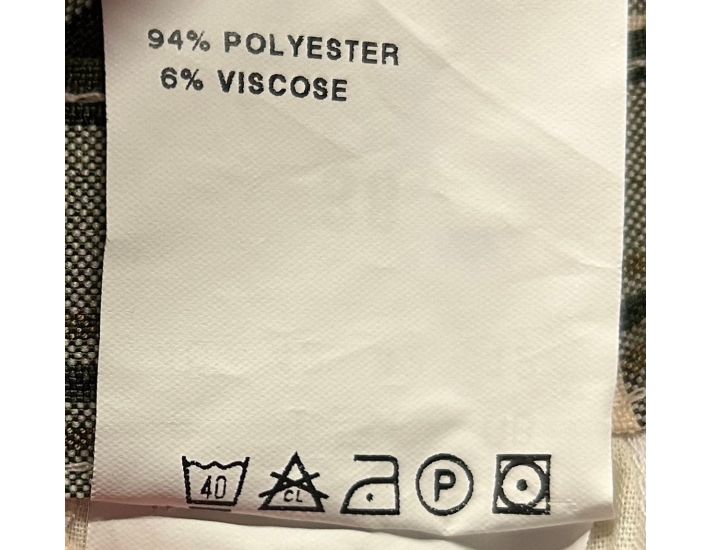 94% POLYESTER
6% VISCOSE
40 CL P